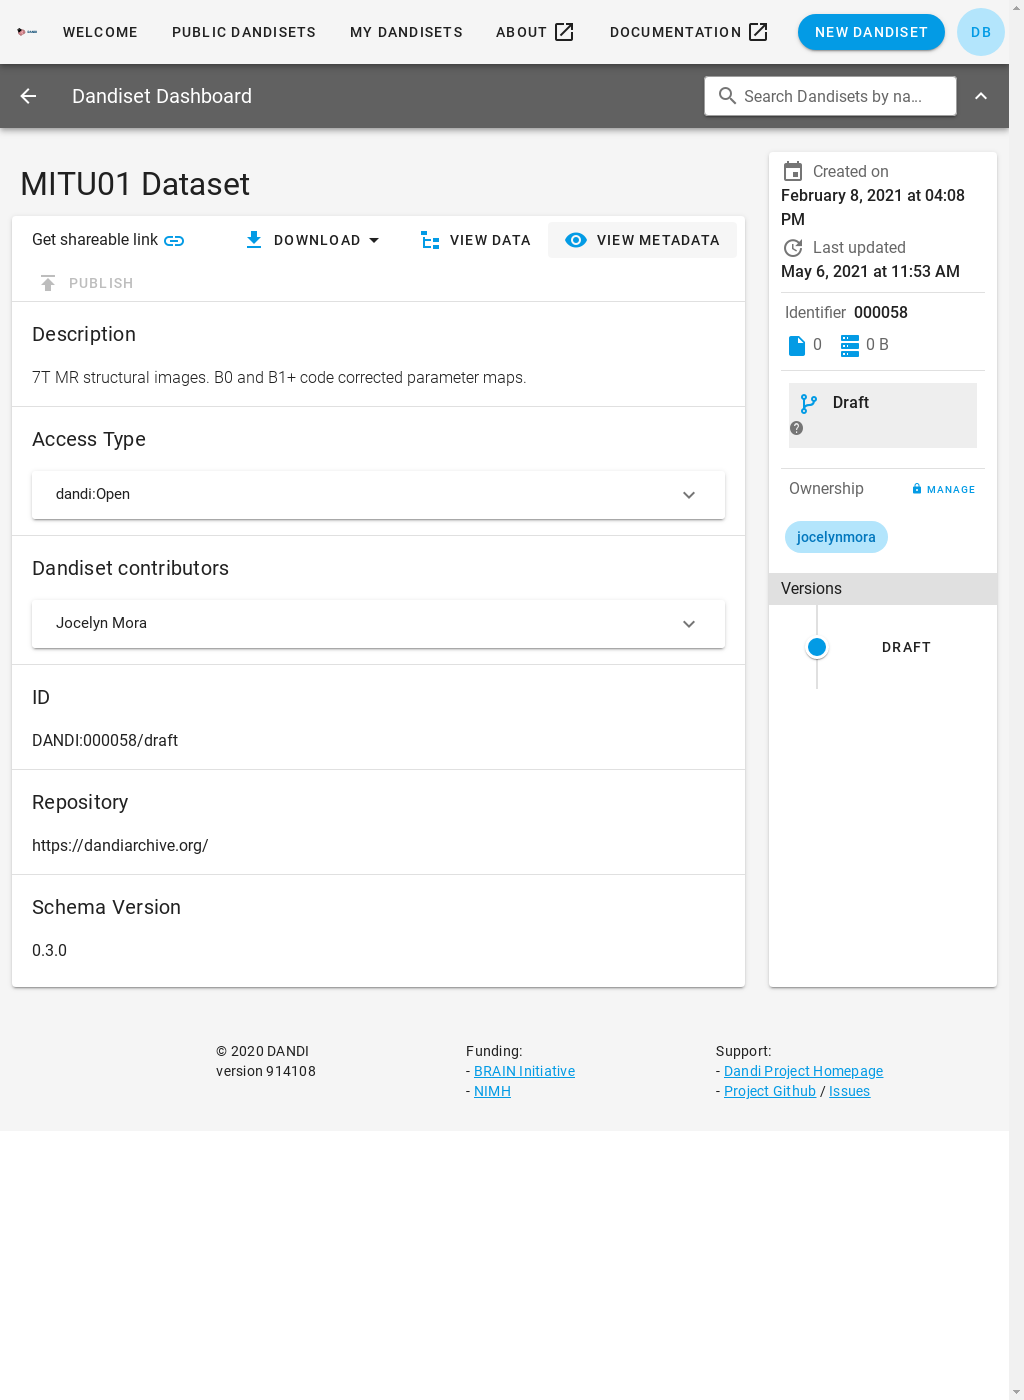 WELCOME PUBLIC DANDISETS MY DANDISETS ABOUT DOCUMENTATION NEW DANDISET DB
Dandiset Dashboard
Search Dandisets by na...
MITU01 Dataset
Get shareable link DOWNLOAD VIEW DATA VIEW METADATA
PUBLISH
Description
7T MR structural images. B0 and B1+ code corrected parameter maps.
Access Type
dandi:Open
Dandiset contributors
Jocelyn Mora
ID
DANDI:000058/draft
Repository
https://dandiarchive.org/
Schema Version
0.3.0
Created on
February 8, 2021 at 04:08
PM
Last updated
May 6, 2021 at 11:53 AM
Identifier 000058
0 0 B
Draft
Ownership MANAGE
jocelynmora
Versions
DRAFT
© 2020 DANDI
version 914108
Funding:
- BRAIN Initiative
- NIMH
Support:
- Dandi Project Homepage
- Project Github / Issues